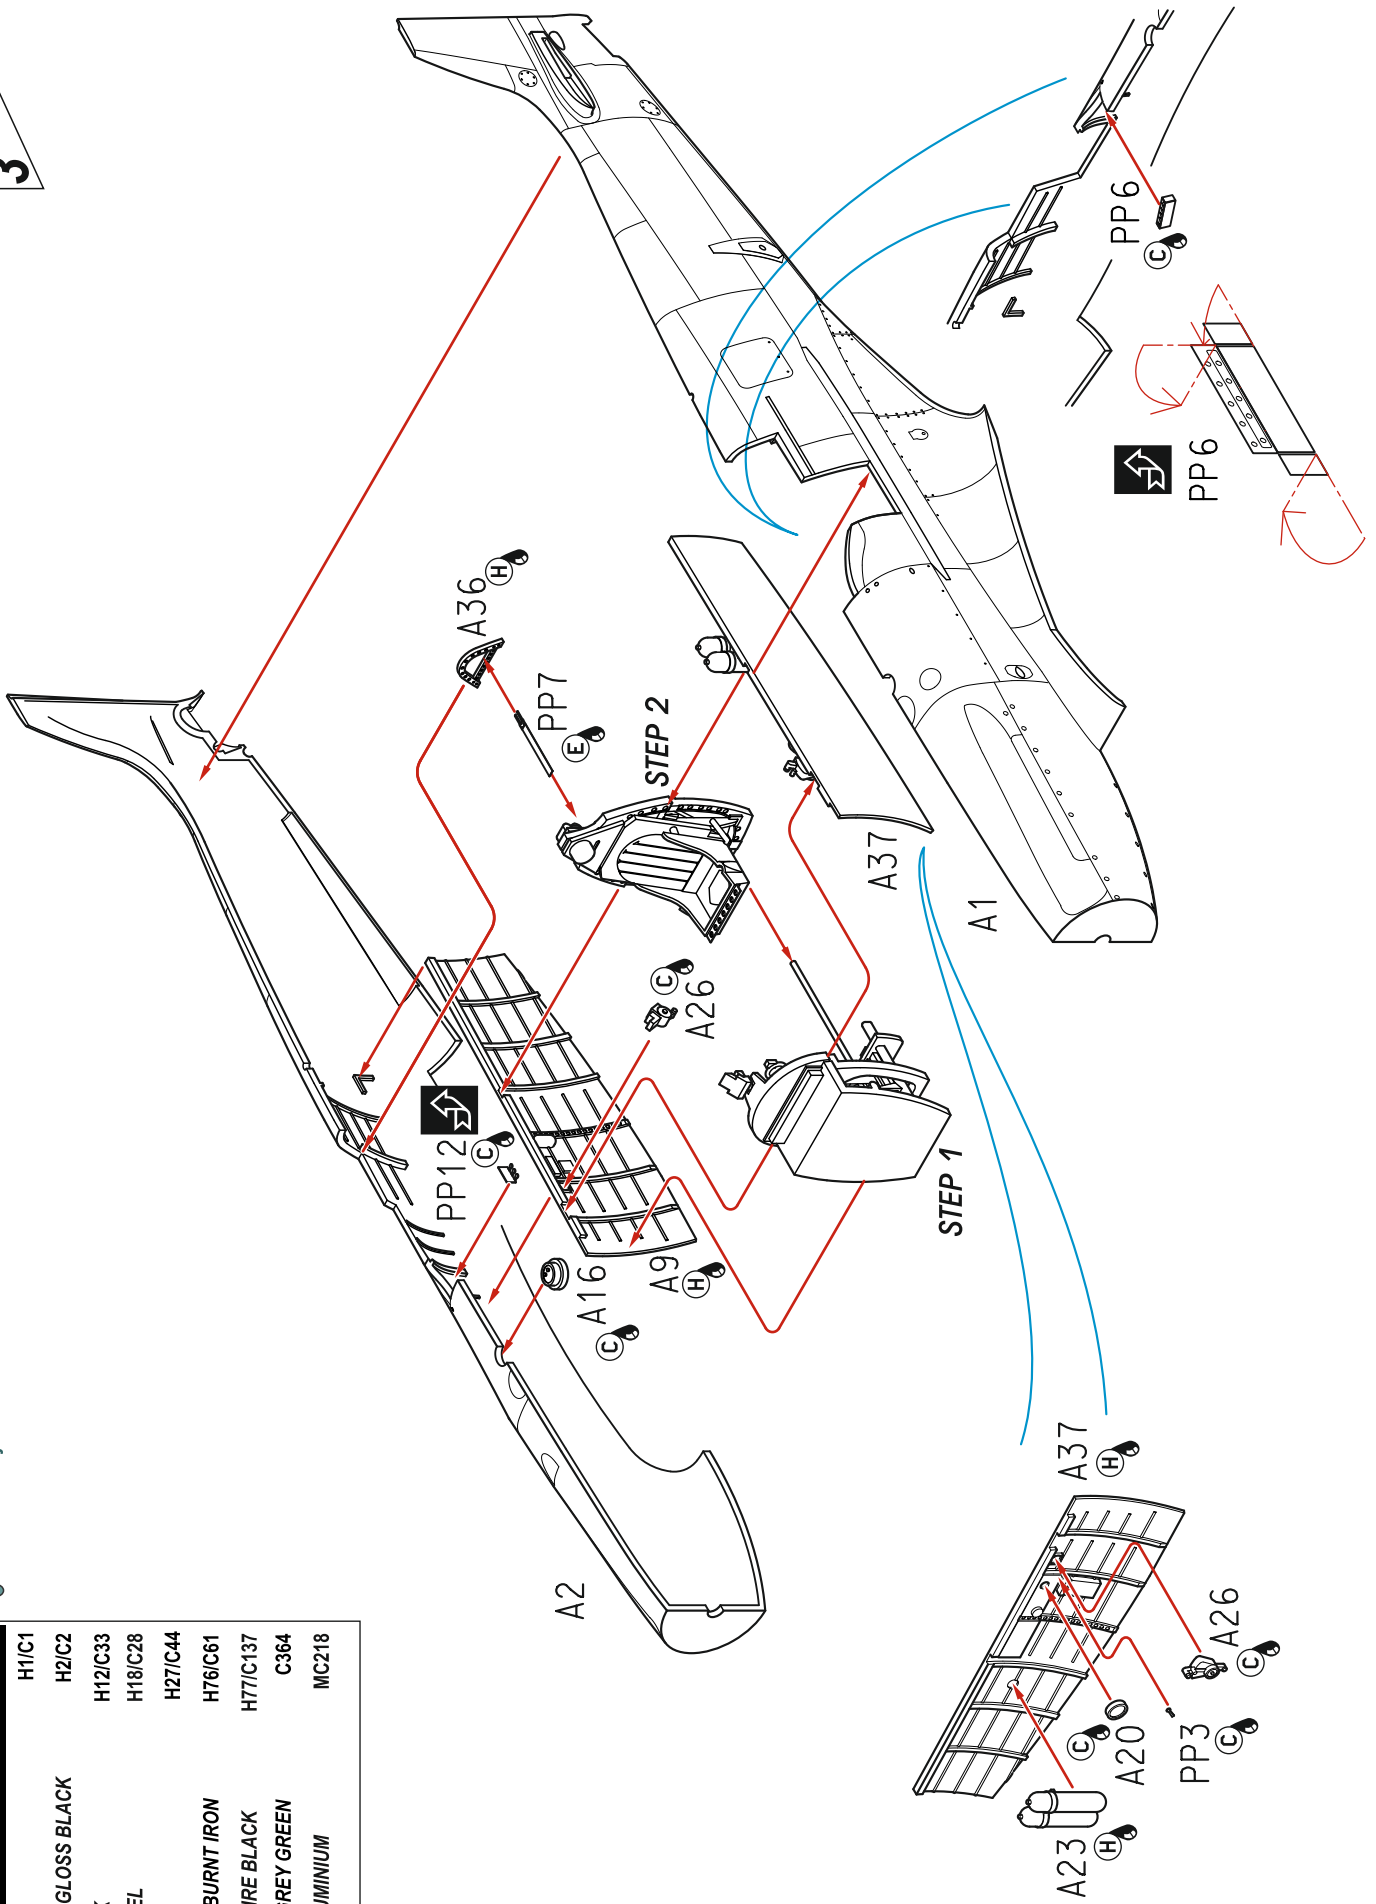 3
H1/C1
GLOSS BLACK H2/C2
H12/C33
H18/C28
H27/C44
BURNT IRON H76/C61
H77/C137
GREY GREEN C364
MC218
A36
H
PP7
E
STEP 2
PP6
C
PP6
A37
A1
C
A26
PP12
C
A9
H
A16
C
STEP 1
A2
A37
H
A26
C
PP3
C
A20
C
A23
H